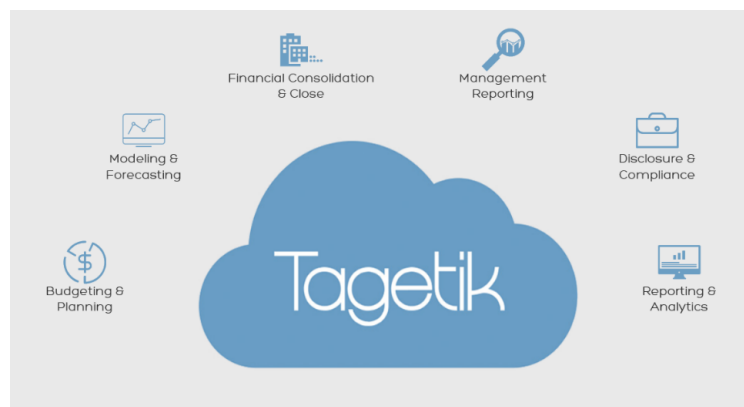 Financial Consolidation
& Close
Management
Reporting
Modeling &
Forecasting
Disclosure &
Compliance
Budgeting &
Planning
Tagetik
Reporting &
Analytics